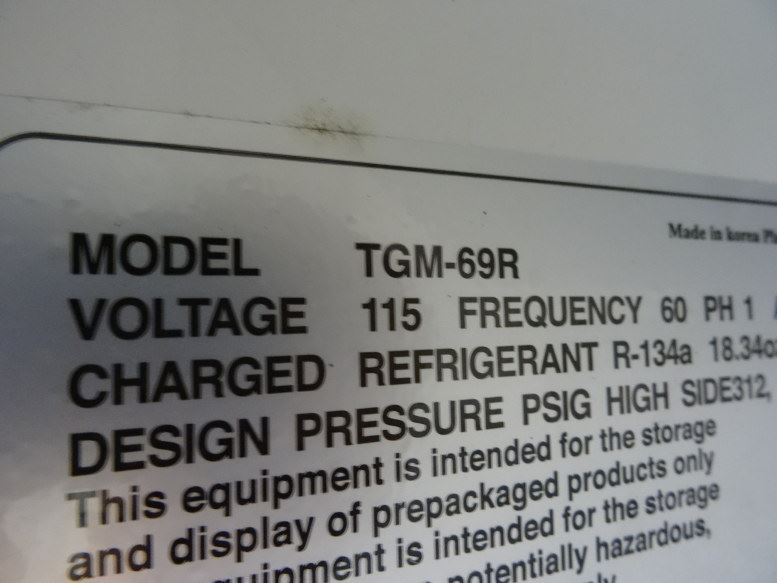 Made in korea
MODEL TGM-69R
VOLTAGE 115 FREQUENCY 60 PH 1
CHARGED REFRIGERANT R-134a 18.34oz
DESIGN PRESSURE PSIG HIGH SIDE312,
This equipment is intended for the storage
and display of prepackaged products only
equipment is intended for the storage
potentially hazardous,